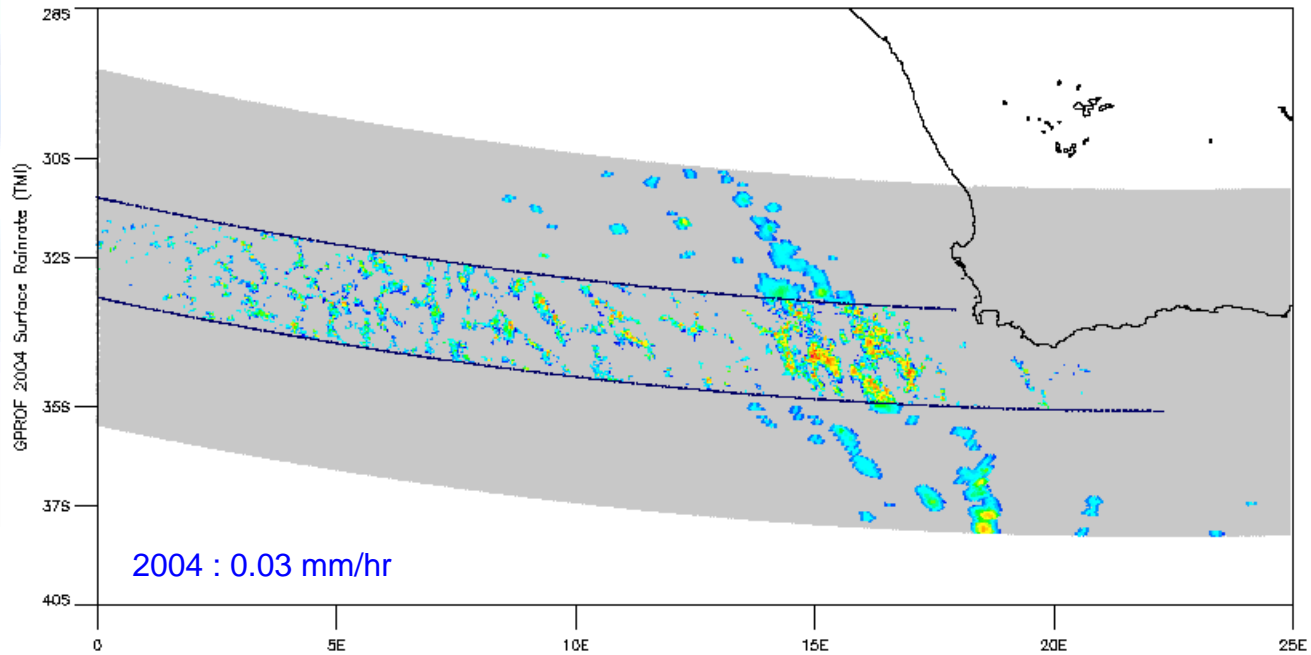 28S
30S
32S
35S
37S
40S
GPROF 2004 Surface Rainrate (TMI)
2004 : 0.03 mm/hr
0 5E 10E 15E 20E 25E